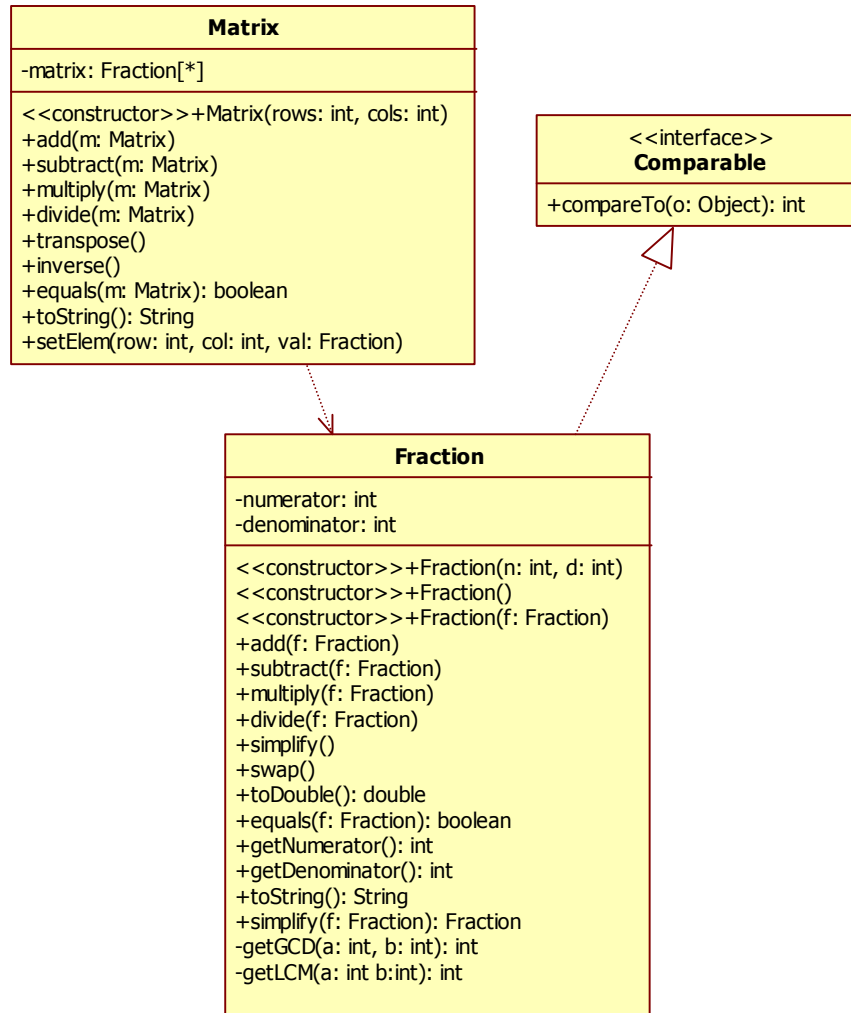 Matrix
-matrix: Fraction[*]
<<constructor>>+Matrix(rows: int, cols: int)
+add(m: Matrix)
+subtract(m: Matrix)
+multiply(m: Matrix)
+divide(m: Matrix)
+transpose()
+inverse()
+equals(m: Matrix): boolean
+toString(): String
+setElem(row: int, col: int, val: Fraction)
<<interface>>
Comparable
+compareTo(o: Object): int
Fraction
-numerator: int
-denominator: int
<<constructor>>+Fraction(n: int, d: int)
<<constructor>>+Fraction()
<<constructor>>+Fraction(f: Fraction)
+add(f: Fraction)
+subtract(f: Fraction)
+multiply(f: Fraction)
+divide(f: Fraction)
+simplify()
+swap()
+toDouble(): double
+equals(f: Fraction): boolean
+getNumerator(): int
+getDenominator(): int
+toString(): String
+simplify(f: Fraction): Fraction
-getGCD(a: int, b: int): int
-getLCM(a: int b:int): int